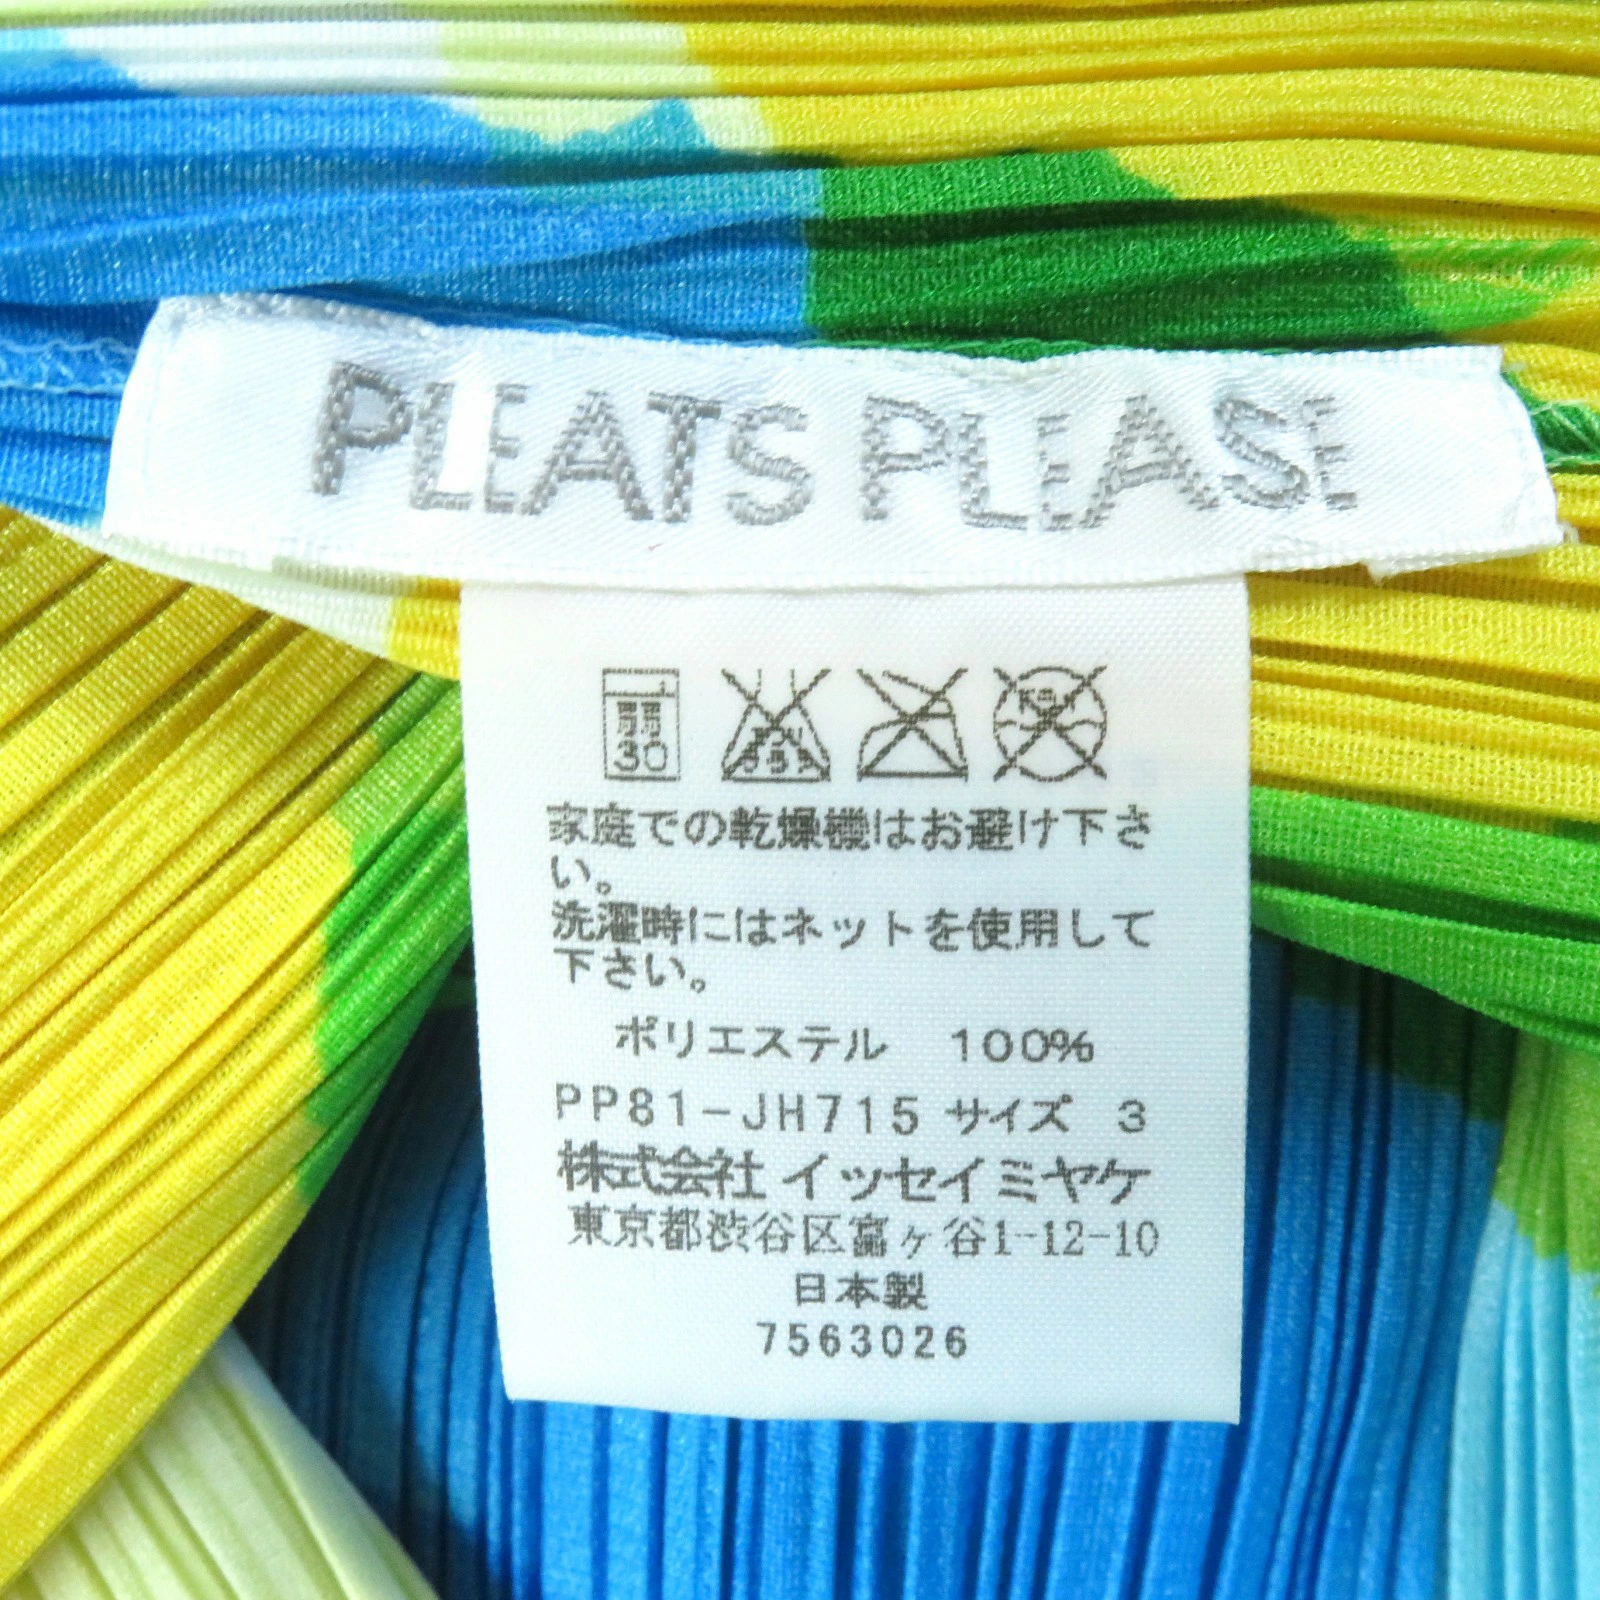 PLEATS PLEASE
30
家庭での乾燥機はお避け下さ
い。
洗濯時にはネットを使用して
下さい。
ポリエステル 100%
PP81-JH715 サイズ 3
株式会社 イッセイミヤケ
東京都渋谷区富ヶ谷1-12-10
日本製
7563026